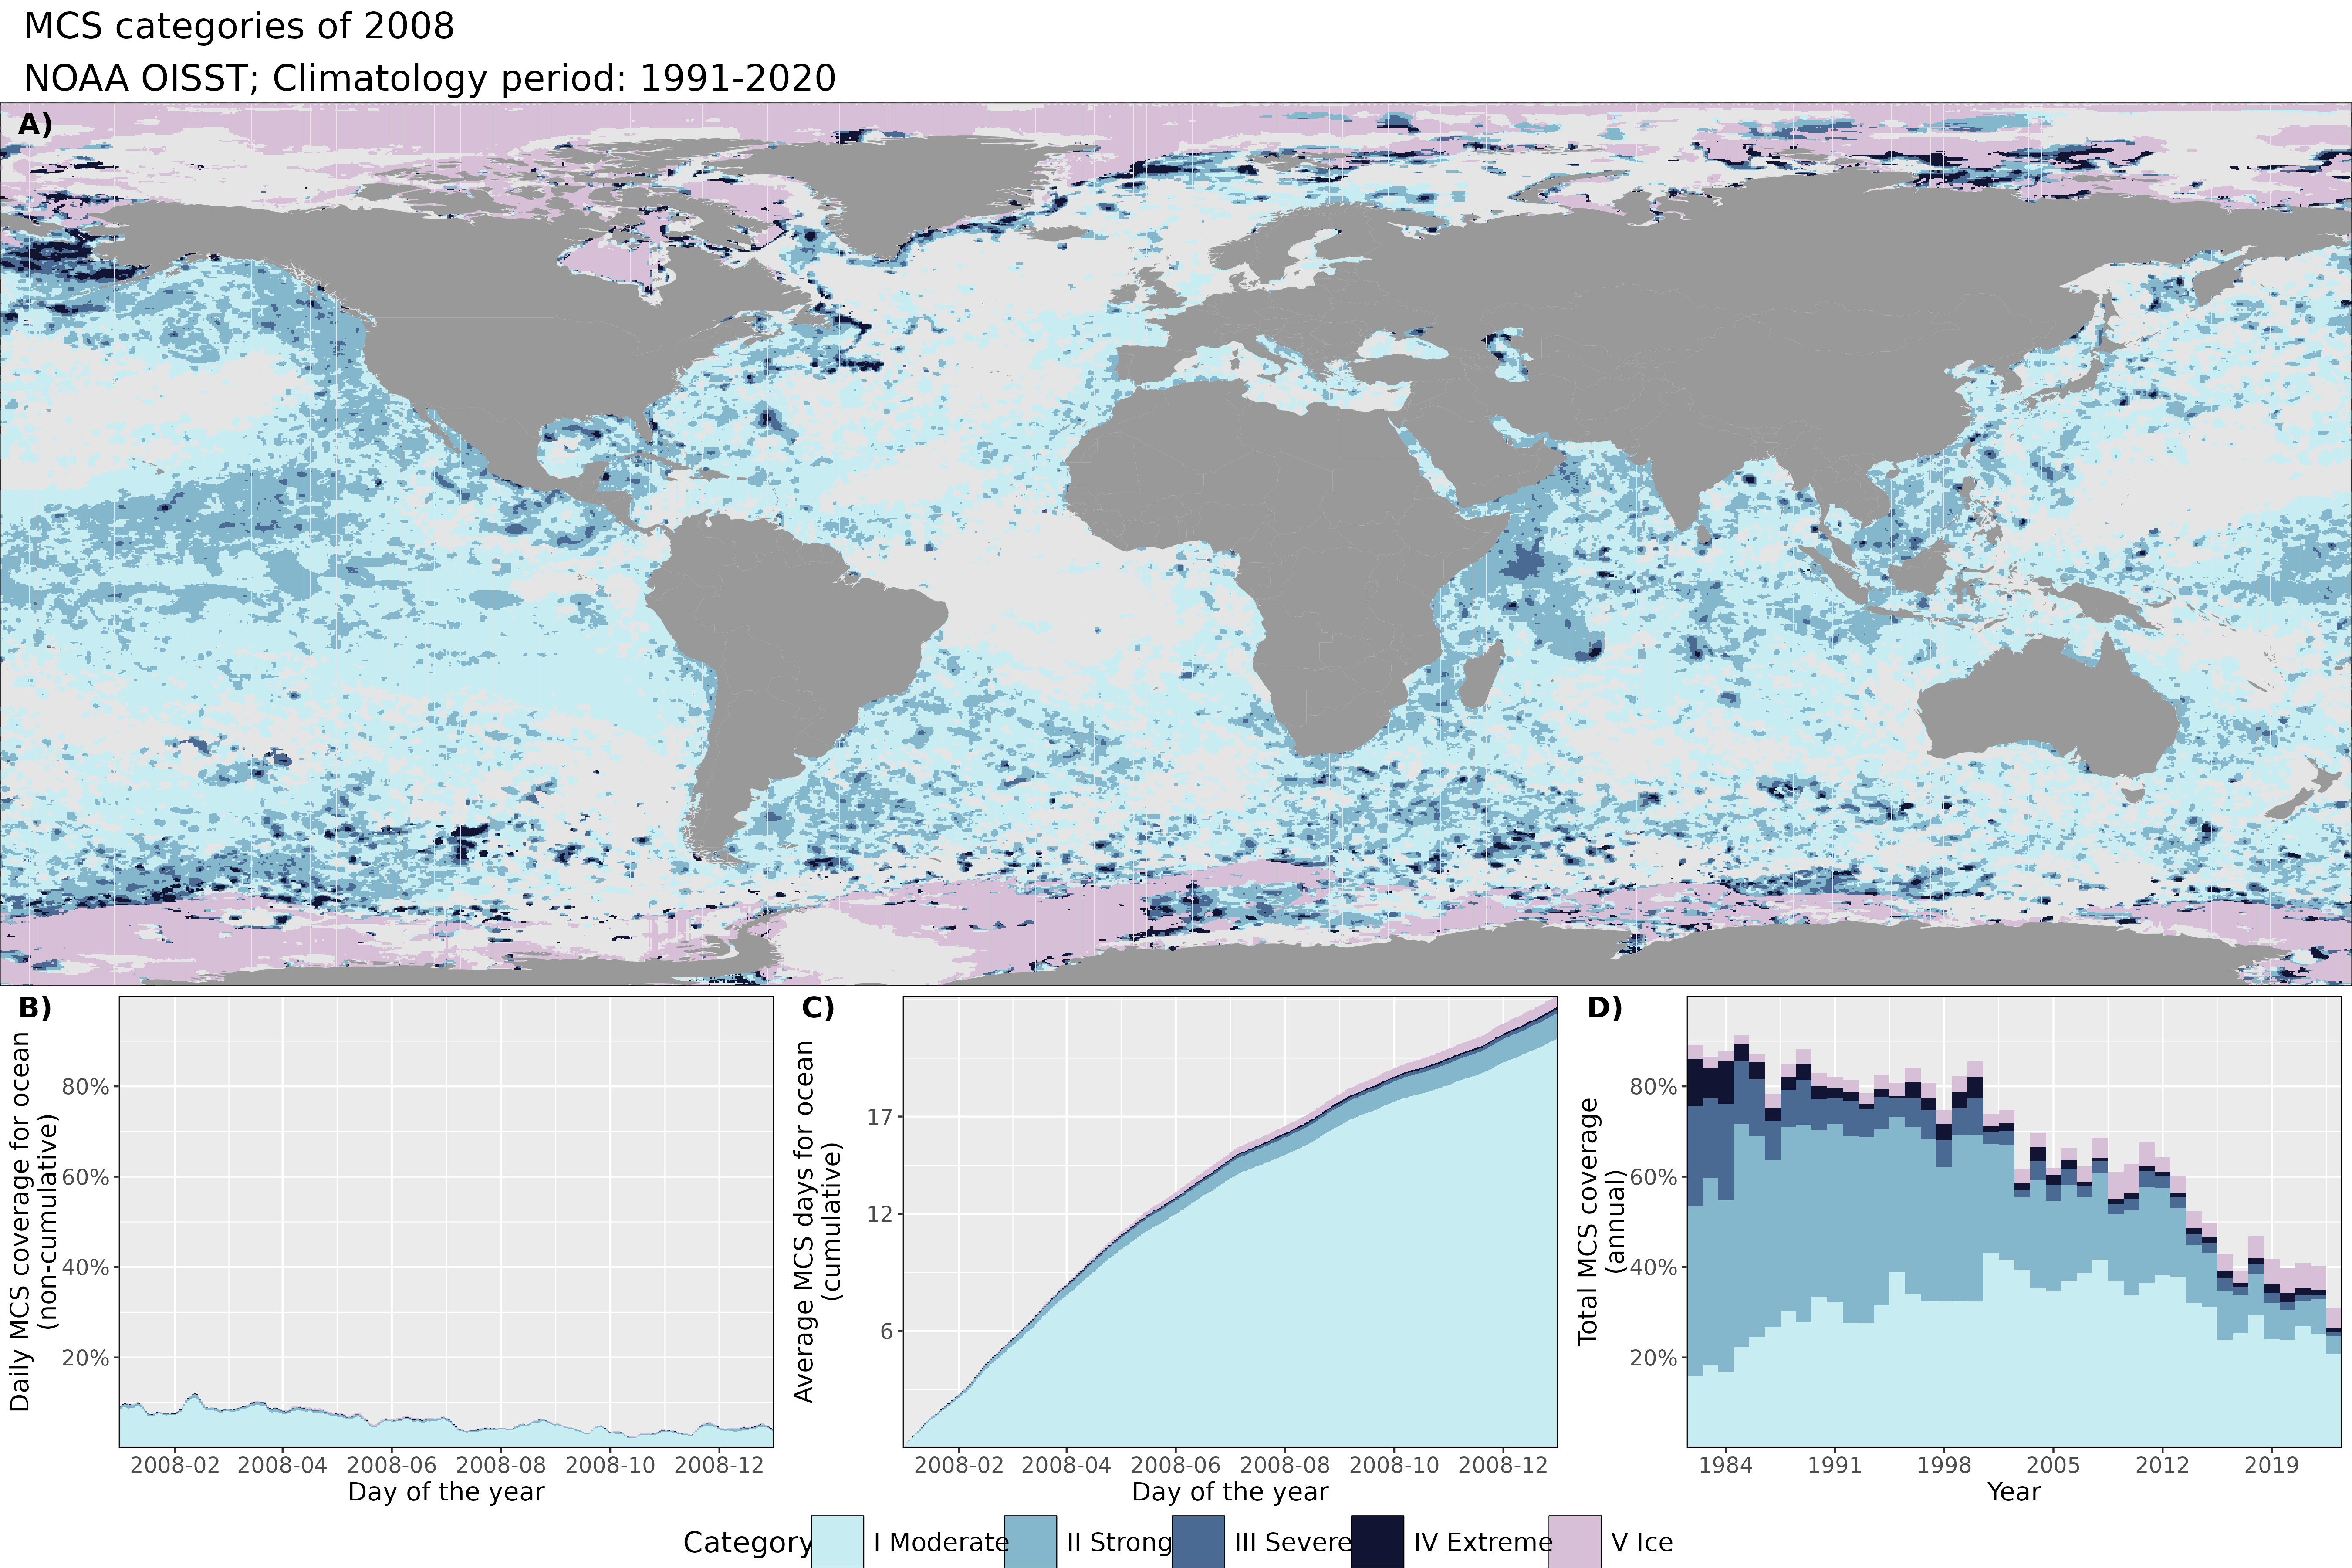 MCS categories of 2008
NOAA OISST; Climatology period: 1991-2020
A)
B)
Daily MCS coverage for ocean
(non-cumulative)
80%
60%
40%
20%
2008-02 2008-04 2008-06 2008-08 2008-10 2008-12
Day of the year
C)
Average MCS days for ocean
(cumulative)
17
12
6
2008-02 2008-04 2008-06 2008-08 2008-10 2008-12
Day of the year
D)
Total MCS coverage
(annual)
80%
60%
40%
20%
1984 1991 1998 2005 2012 2019
Year
Category I Moderate II Strong III Severe IV Extreme V Ice